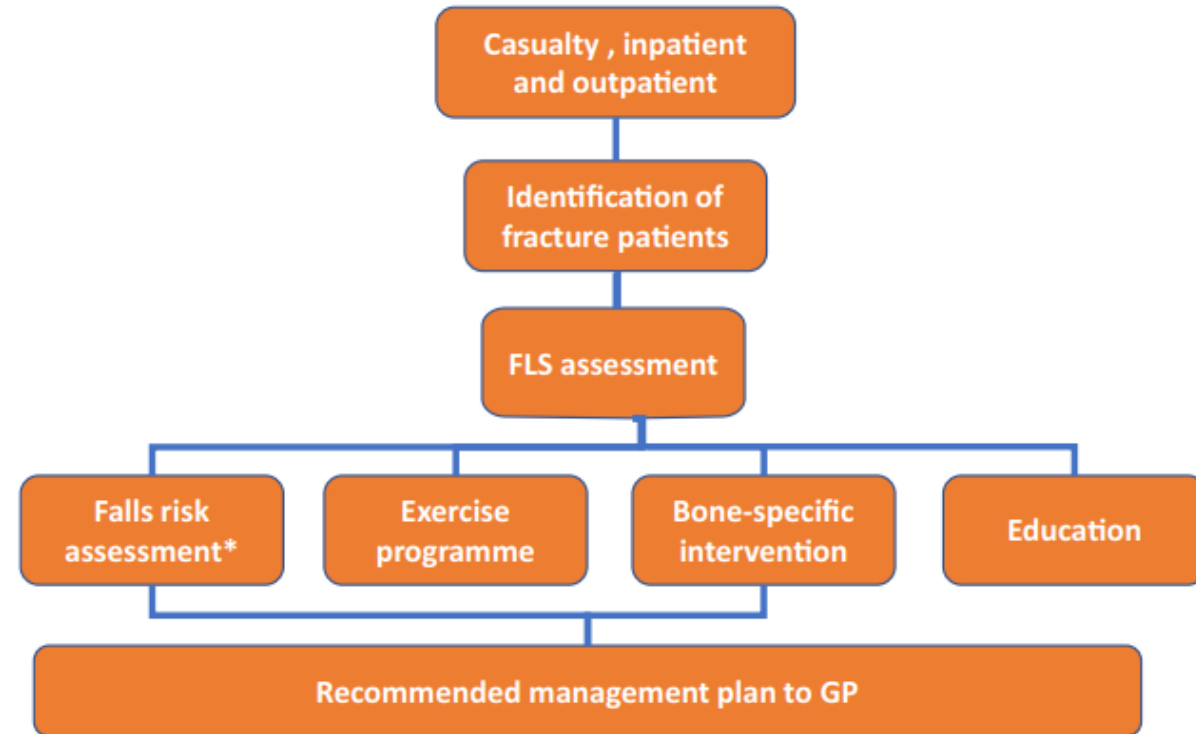 Casualty , inpatient
and outpatient
Identification of
fracture patients
FLS assessment
Falls risk
assessment*
Exercise
programme
Bone-specific
intervention
Education
Recommended management plan to GP